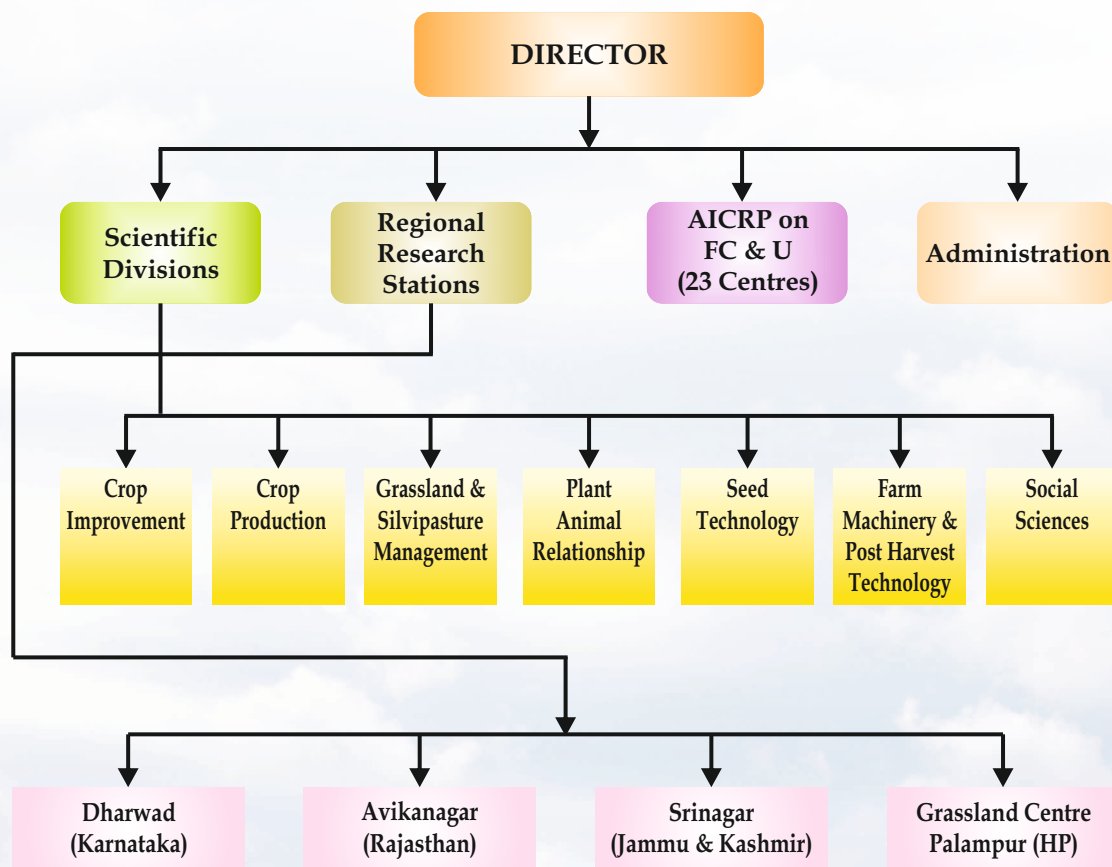 DIRECTOR
Scientific
Divisions
Regional
Research
Stations
AICRP on
FC & U
(23 Centres)
Administration
Crop
Improvement
Crop
Production
Grassland &
Silvipasture
Management
Plant
Animal
Relationship
Seed
Technology
Farm
Machinery &
Post Harvest
Technology
Social
Sciences
Dharwad
(Karnataka)
Avikanagar
(Rajasthan)
Srinagar
(Jammu & Kashmir)
Grassland Centre
Palampur (HP)